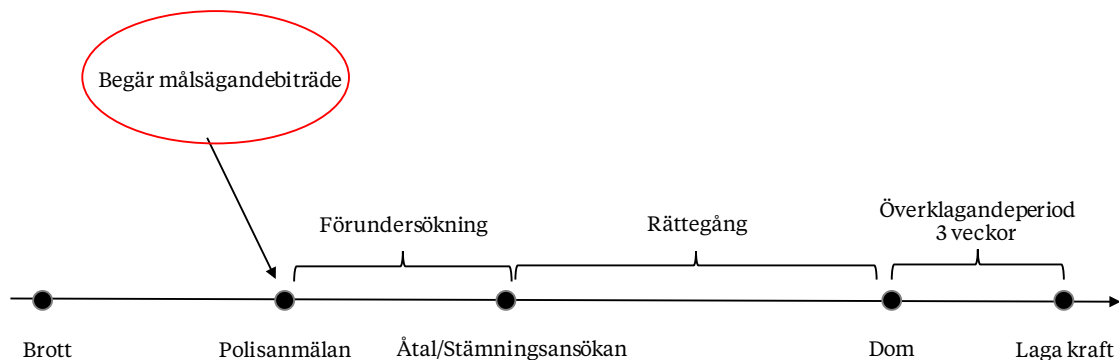 Begär målsägandebiträde
Förundersökning
Rättegång
Överklagandeperiod
3 veckor
Brott
Polisanmälan
Åtal/Stämningsansökan
Dom
Laga kraft